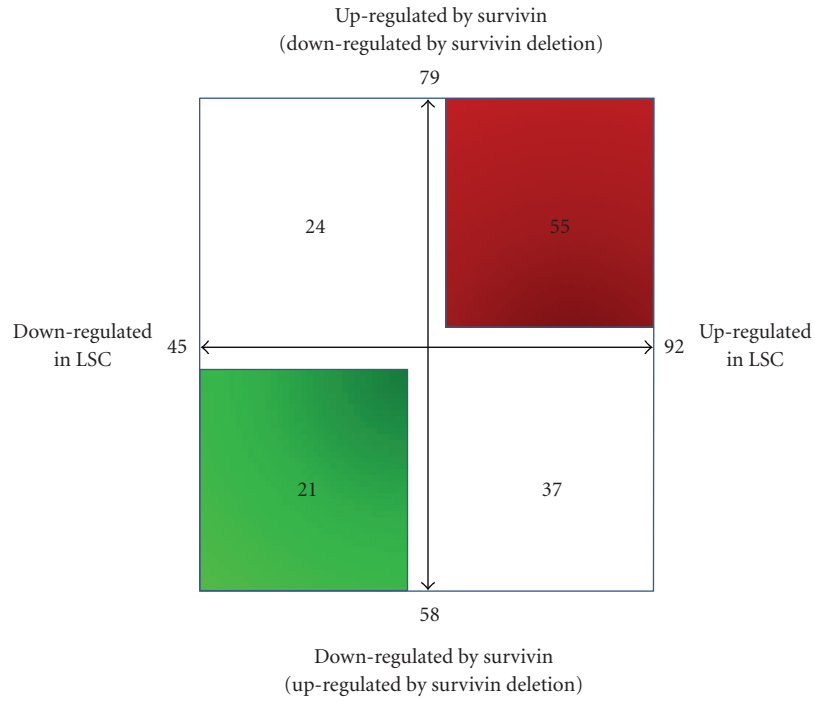 Up-regulated by survivin
(down-regulated by survivin deletion)
79
24
55
Down-regulated
in LSC
45
92
Up-regulated
in LSC
21
37
58
Down-regulated by survivin
(up-regulated by survivin deletion)